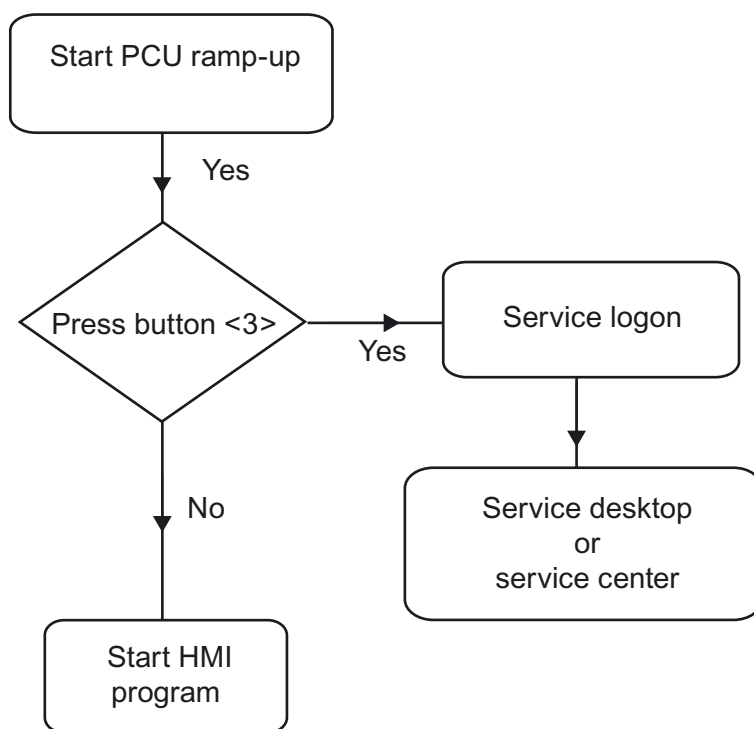 Start PCU ramp-up
Yes
Press button <3>
Yes
Service logon
No
Service desktop
or
service center
Start HMI
program